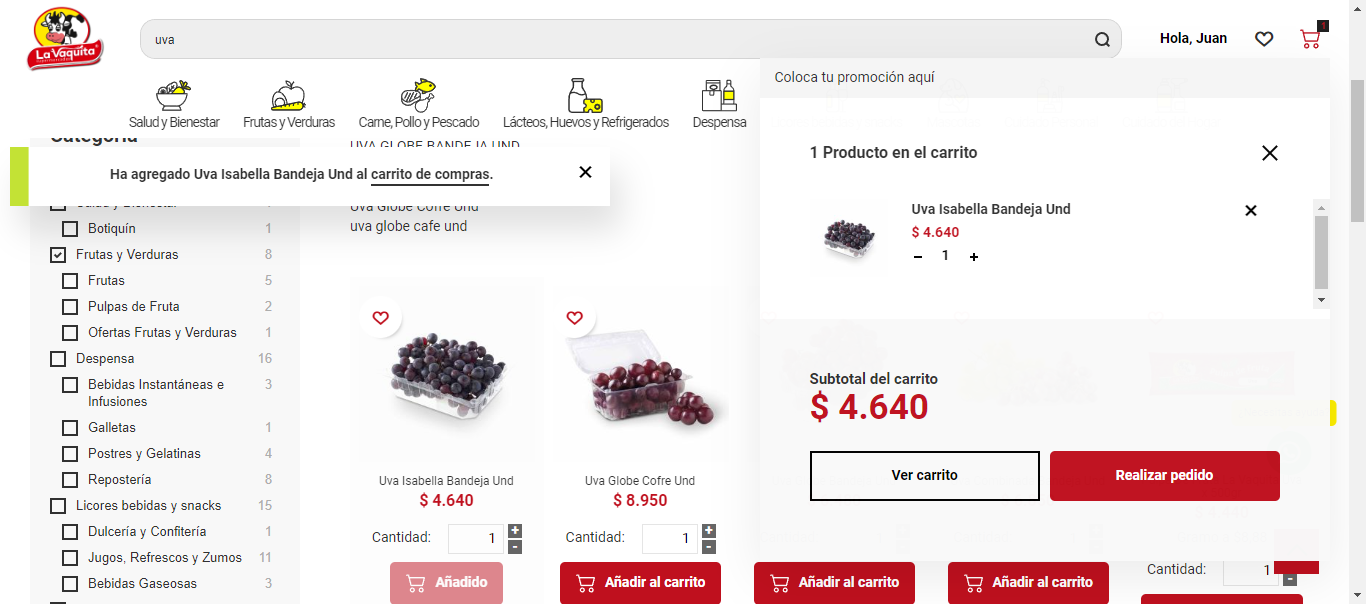 La Vaquita
uva
Hola, Juan
1
Salud y Bienestar
Frutas y Verduras
Carne, Pollo y Pescado
Lácteos, Huevos y Refrigerados
Despensa
Coloca tu promoción aquí
Categoría
UVA GLOBE BANDEJA UND
Ha agregado Uva Isabella Bandeja Und al carrito de compras.
Uva Globe Cofre Und
uva globe cafe und
Salud y Bienestar
Botiquín 1
Frutas y Verduras 8
Frutas 5
Pulpas de Fruta 2
Ofertas Frutas y Verduras 1
Despensa 16
Bebidas Instantáneas e
Infusiones 3
Galletas 1
Postres y Gelatinas 4
Repostería 8
Licores bebidas y snacks 15
Dulcería y Confitería 1
Jugos, Refrescos y Zumos 11
Bebidas Gaseosas 3
Uva Isabella Bandeja Und
$ 4.640
Cantidad: 1
+
-
Añadido
Uva Globe Cofre Und
$ 8.950
Cantidad: 1
+
-
Añadir al carrito
Añadir al carrito
Añadir al carrito
Cantidad: 1
-
1 Producto en el carrito
Uva Isabella Bandeja Und
$ 4.640
- 1 +
Subtotal del carrito
$ 4.640
Ver carrito
Realizar pedido